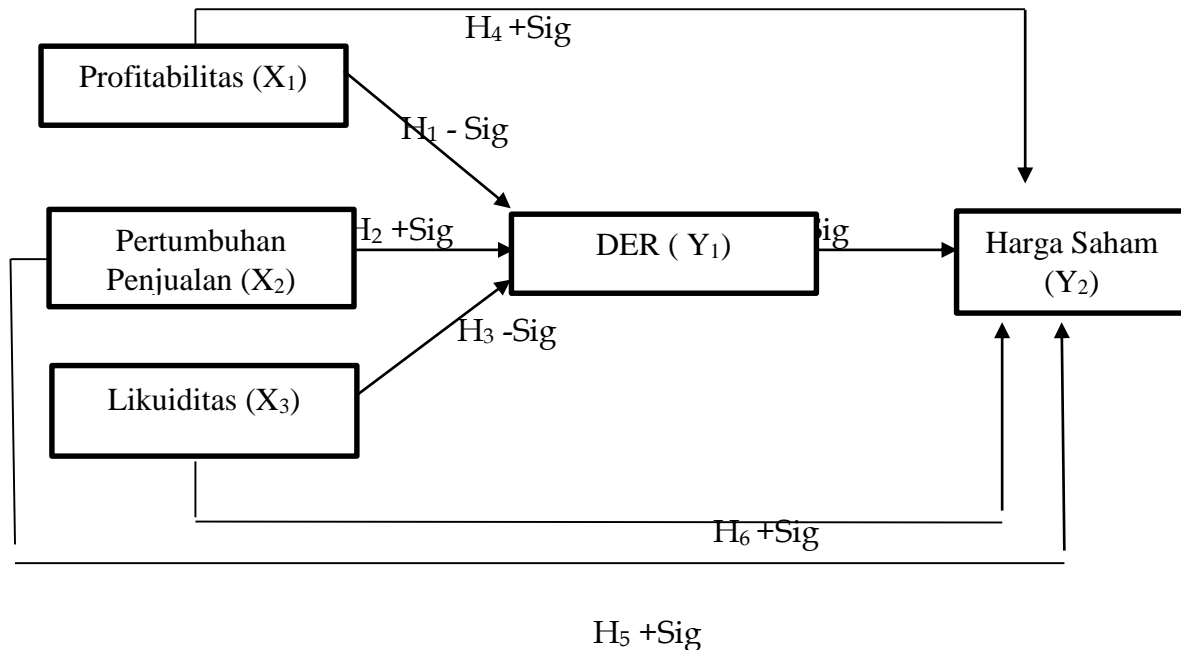 H₄ +Sig
Profitabilitas (X₁)
H₁ - Sig
Pertumbuhan
Penjualan (X₂)
H₂ +Sig
DER ( Y₁)
Sig
Harga Saham
(Y₂)
H₃ -Sig
Likuiditas (X₃)
H₆ +Sig
H₅ +Sig